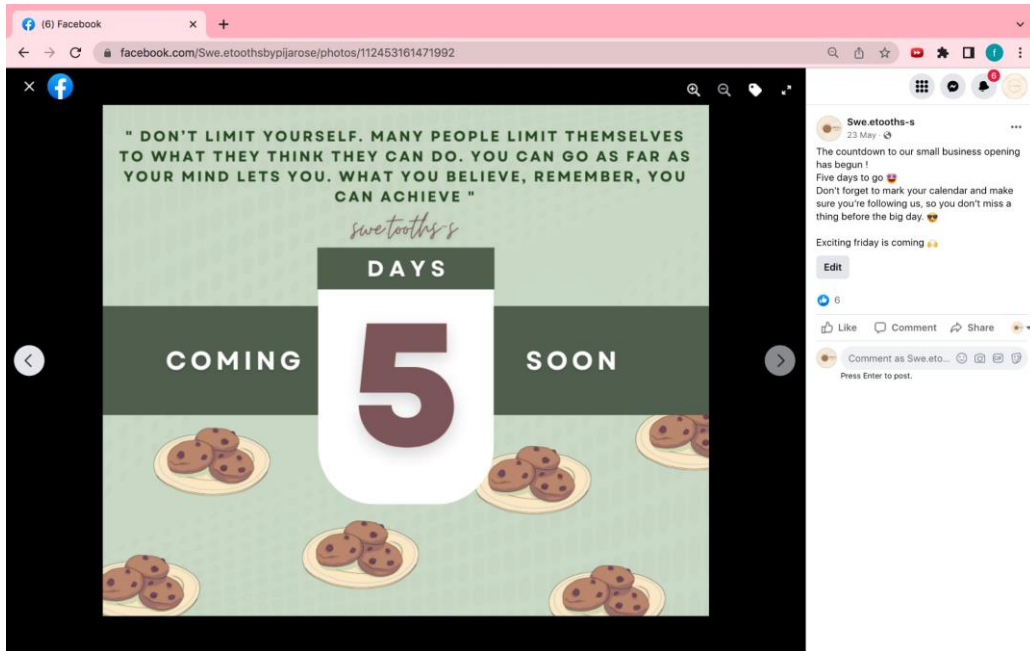 (6) Facebook
facebook.com/Swe.etoothsbypijarose/photos/112453161471992
f
6
" DON'T LIMIT YOURSELF. MANY PEOPLE LIMIT THEMSELVES
TO WHAT THEY THINK THEY CAN DO. YOU CAN GO AS FAR AS
YOUR MIND LETS YOU. WHAT YOU BELIEVE, REMEMBER, YOU
CAN ACHIEVE "
swe.tooths-s
DAYS
5
COMING SOON
Swe.etooths-s
23 May ·
The countdown to our small business opening
has begun !
Five days to go
Don't forget to mark your calendar and make
sure you're following us, so you don't miss a
thing before the big day.
Exciting friday is coming
Edit
6
Like Comment Share
Comment as Swe.eto...
Press Enter to post.